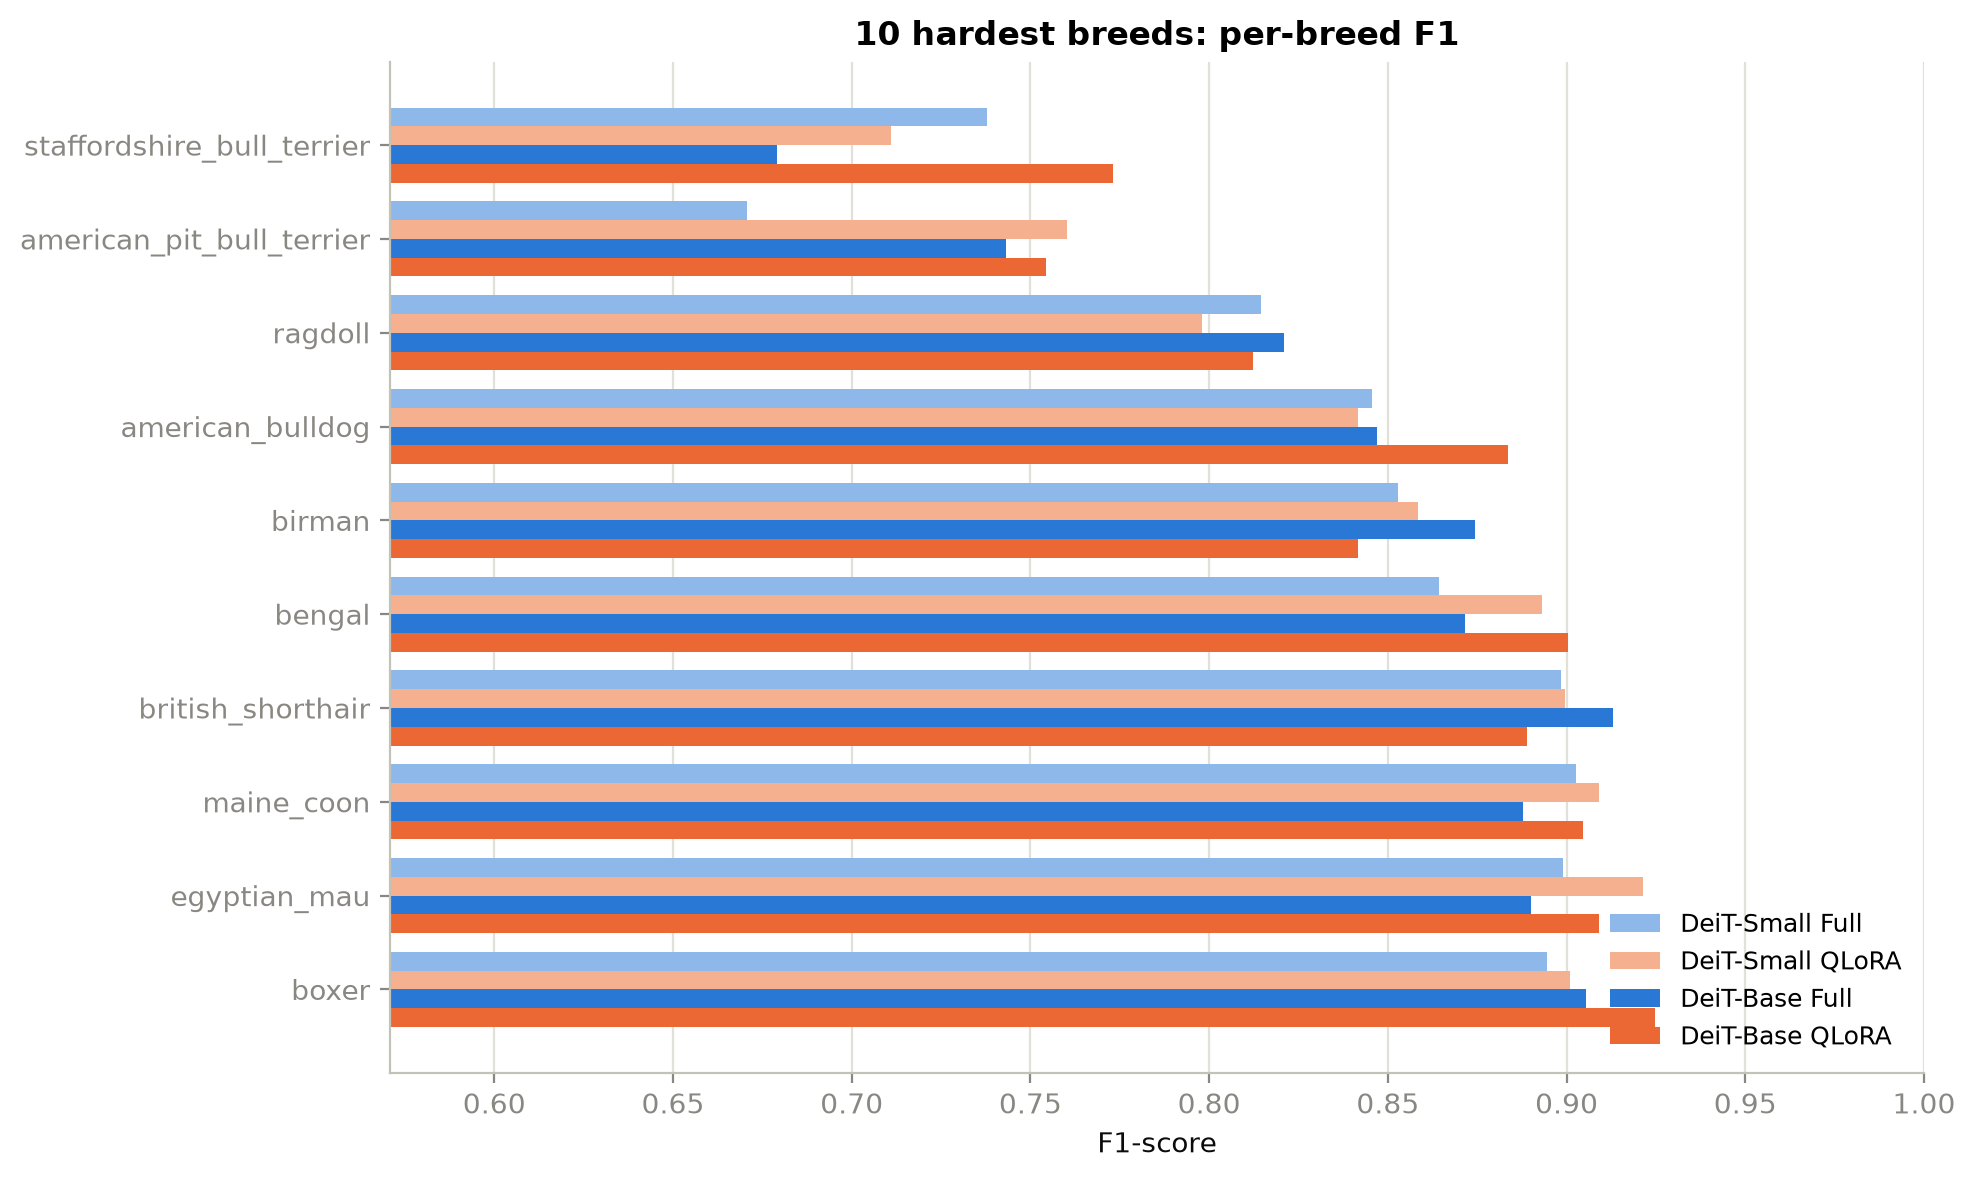 10 hardest breeds: per-breed F1
staffordshire_bull_terrier
american_pit_bull_terrier
ragdoll
american_bulldog
birman
bengal
british_shorthair
maine_coon
egyptian_mau
boxer
DeiT-Small Full
DeiT-Small QLoRA
DeiT-Base Full
DeiT-Base QLoRA
0.60 0.65 0.70 0.75 0.80 0.85 0.90 0.95 1.00
F1-score